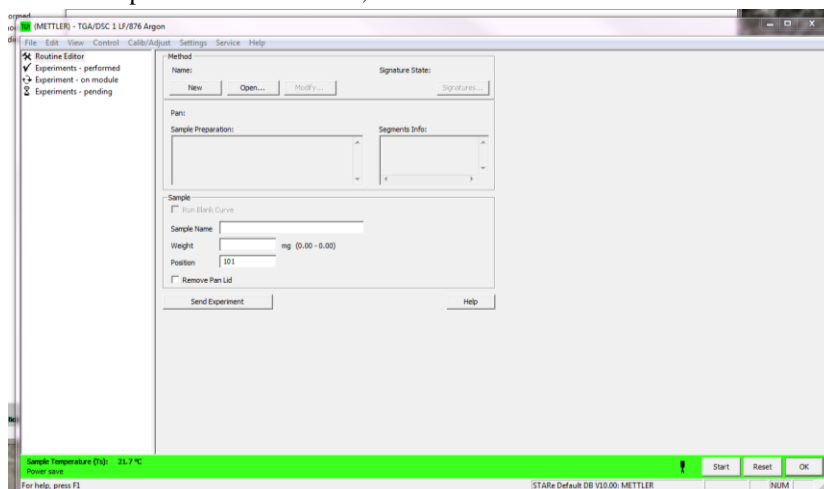 (METTLER) - TGA/DSC 1 LF/876 Argon
File Edit View Control Calib/Adjust Settings Service Help
Routine Editor
Experiments - performed
Experiment - on module
Experiments - pending
Method
Name:
Signature State:
New Open... Modify... Signatures...
Pan:
Sample Preparation:
Segments Info:
Sample
Run Blank Curve
Sample Name
Weight mg (0.00 - 0.00)
Position 101
Remove Pan Lid
Send Experiment Help
Sample Temperature (Ts): 21.7 °C
Power save
Start Reset OK
For help, press F1 STARe Default DB V10.00: METTLER NUM